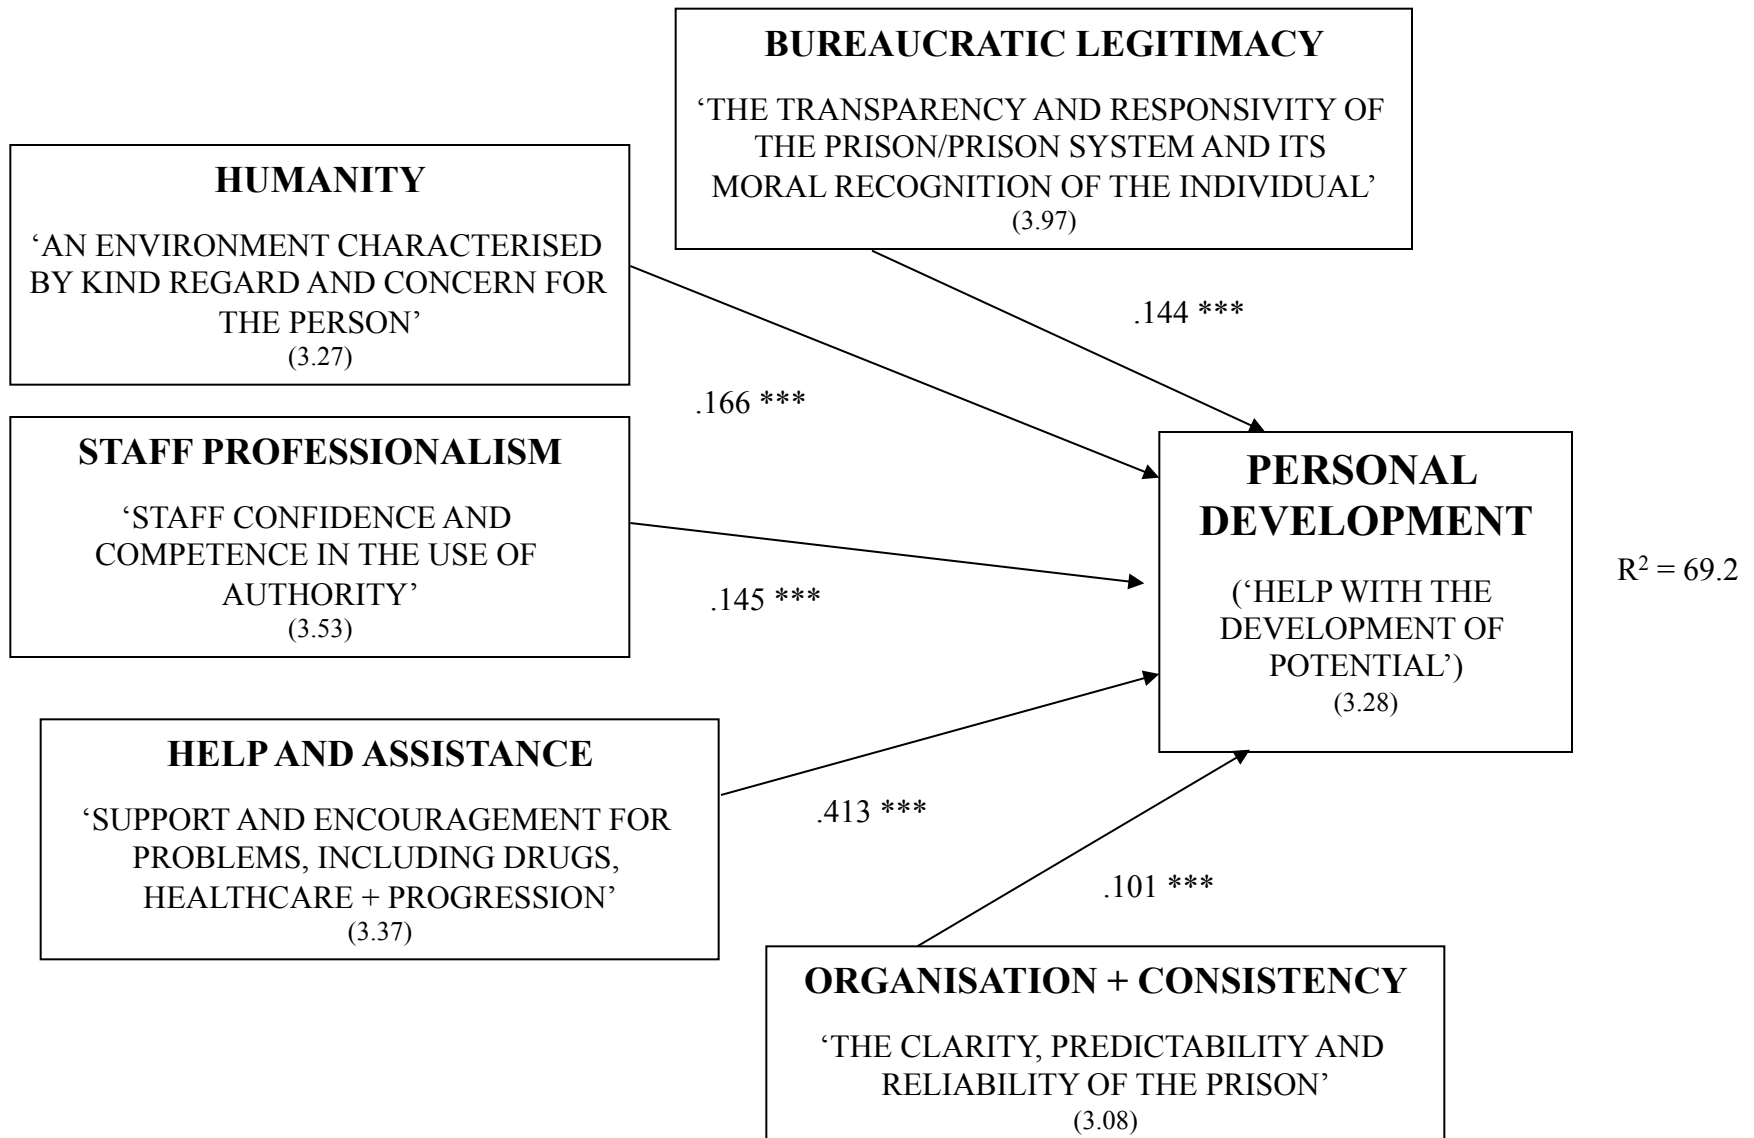 BUREAUCRATIC LEGITIMACY
‘THE TRANSPARENCY AND RESPONSIVITY OF
THE PRISON/PRISON SYSTEM AND ITS
MORAL RECOGNITION OF THE INDIVIDUAL’
(3.97)
HUMANITY
‘AN ENVIRONMENT CHARACTERISED
BY KIND REGARD AND CONCERN FOR
THE PERSON’
(3.27)
.144 ***
.166 ***
STAFF PROFESSIONALISM
‘STAFF CONFIDENCE AND
COMPETENCE IN THE USE OF
AUTHORITY’
(3.53)
.145 ***
PERSONAL
DEVELOPMENT
(‘HELP WITH THE
DEVELOPMENT OF
POTENTIAL’)
(3.28)
R² = 69.2
HELP AND ASSISTANCE
‘SUPPORT AND ENCOURAGEMENT FOR
PROBLEMS, INCLUDING DRUGS,
HEALTHCARE + PROGRESSION’
(3.37)
.413 ***
.101 ***
ORGANISATION + CONSISTENCY
‘THE CLARITY, PREDICTABILITY AND
RELIABILITY OF THE PRISON’
(3.08)